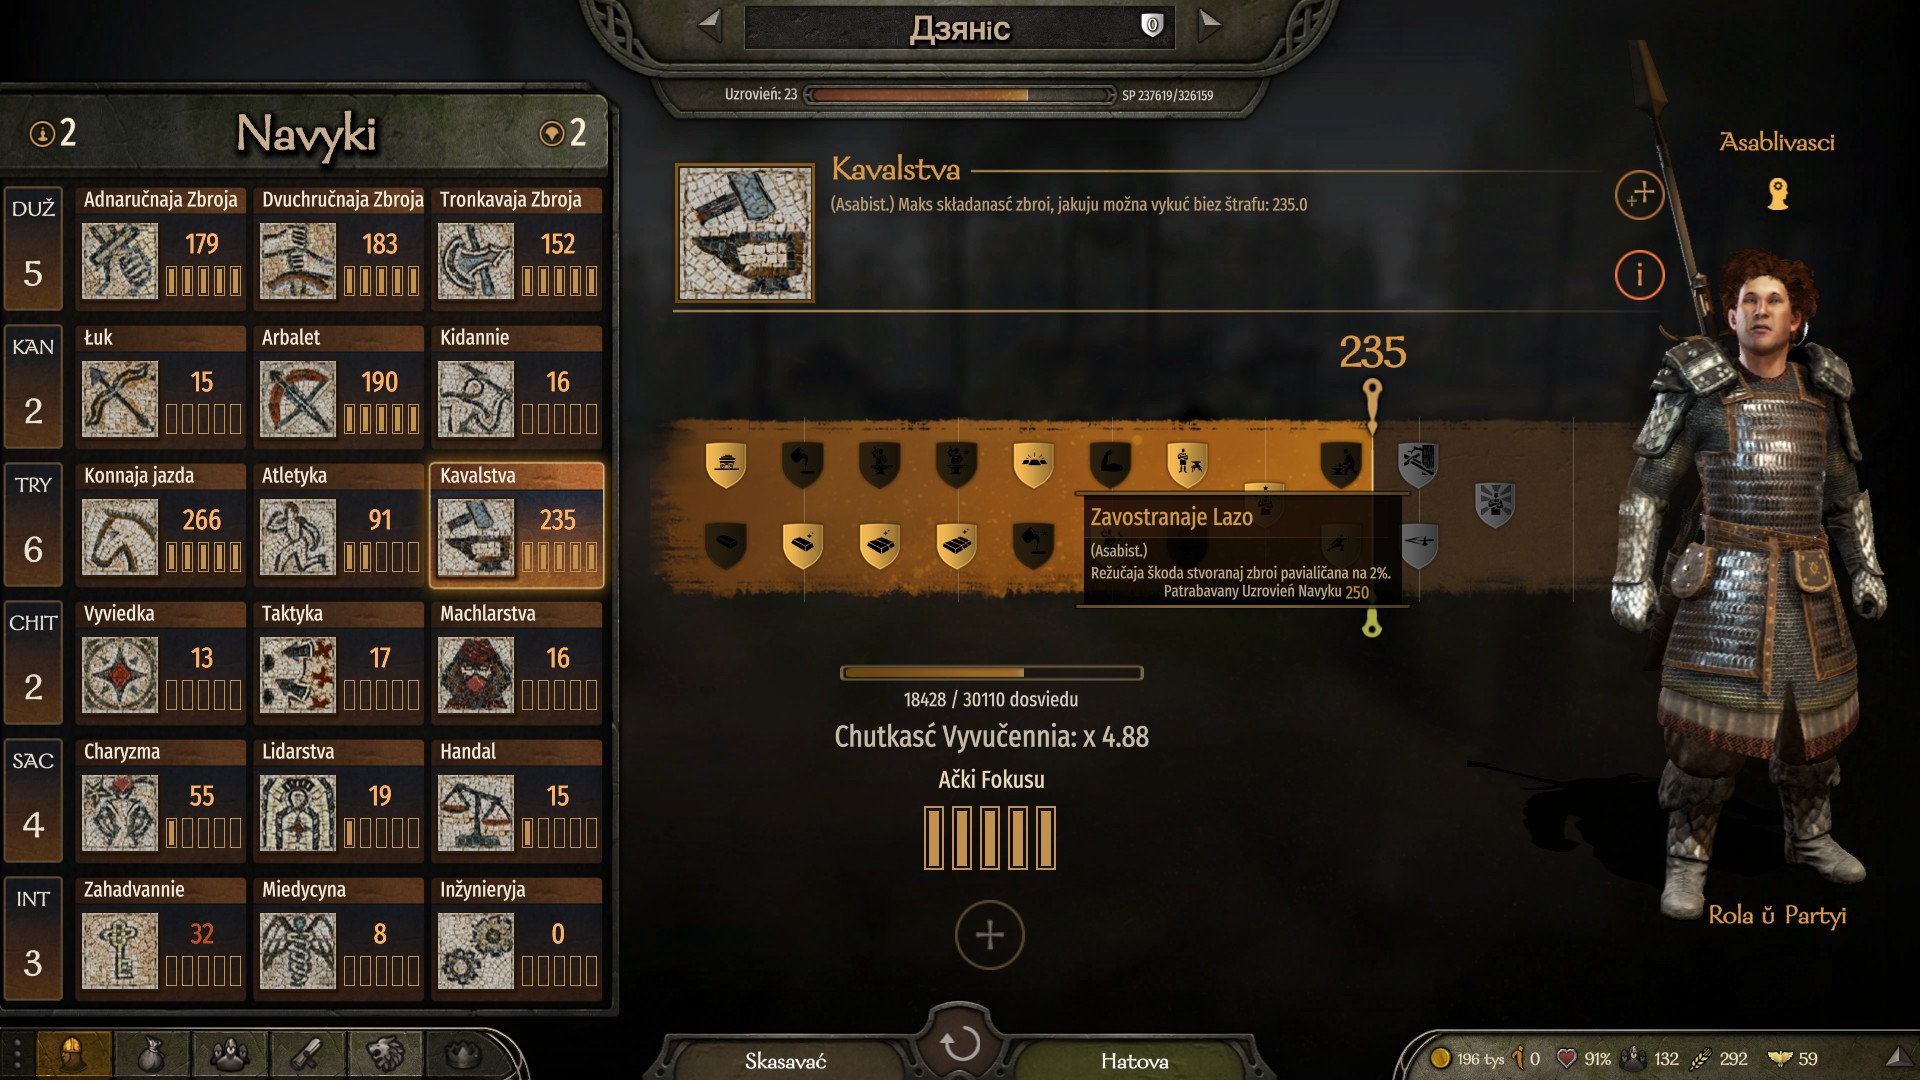 Дзяніс
0
Uzrovień: 23
SP 237619/326159
2
Navyki
2
DUŽ
5
Adnaručnaja Zbroja
179
Dvuchručnaja Zbroja
183
Tronkavaja Zbroja
152
KAN
2
Łuk
15
Arbalet
190
Kidannie
16
TRY
6
Konnaja jazda
266
Atletyka
91
Kavalstva
235
CHIT
2
Vyviedka
13
Taktyka
17
Machlarstva
16
SAC
4
Charyzma
55
Lidarstva
19
Handal
15
INT
3
Zahadvannie
32
Miedycyna
8
Inžynieryja
0
Kavalstva
(Asabist.) Maks składanasć zbroi, jakuju možna vykuć biez štrafu: 235.0
235
Zavostranaje Lazo
(Asabist.)
Režučaja škoda stvoranaj zbroi pavialičana na 2%.
Patrabavany Uzrovień Navyku 250
18428 / 30110 dosviedu
Chutkasć Vyvučennia: x 4.88
Ački Fokusu
Asablivasci
i
Rola ŭ Partyi
Skasavać
Hatova
196 tys
0
91%
132
292
59